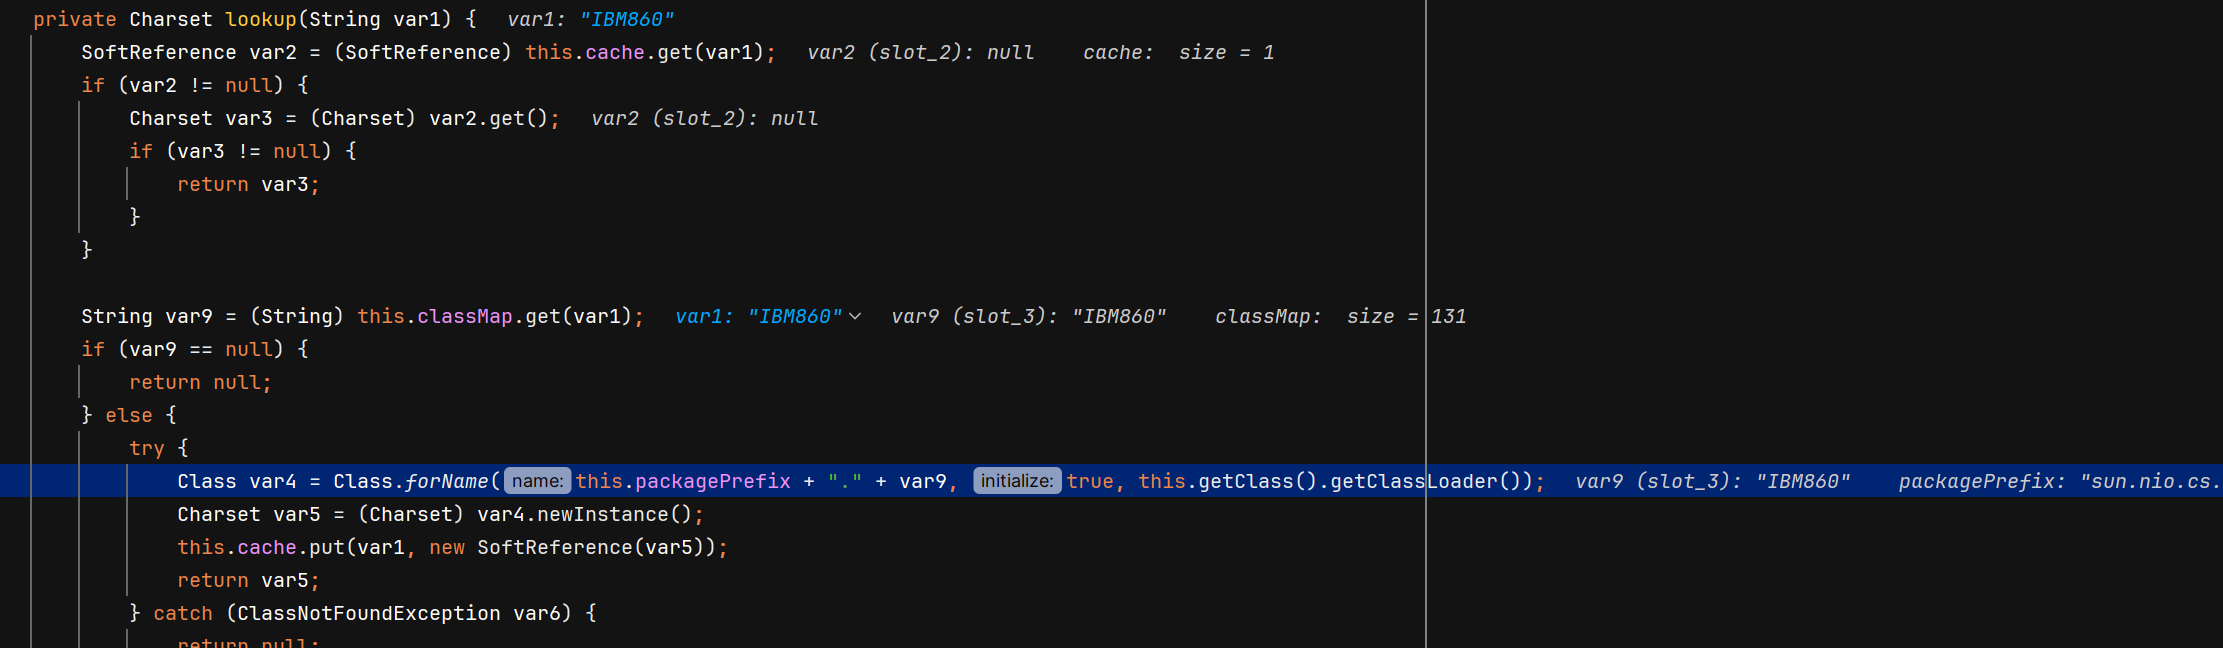 private Charset lookup(String var1) {   var1: "IBM860"
SoftReference var2 = (SoftReference) this.cache.get(var1);   var2 (slot_2): null    cache:  size = 1
if (var2 != null) {
Charset var3 = (Charset) var2.get();   var2 (slot_2): null
if (var3 != null) {
return var3;
}
}
String var9 = (String) this.classMap.get(var1);   var1: "IBM860"   var9 (slot_3): "IBM860"    classMap:  size = 131
if (var9 == null) {
return null;
} else {
try {
Class var4 = Class.forName( name: this.packagePrefix + "." + var9, initialize: true, this.getClass().getClassLoader());   var9 (slot_3): "IBM860"    packagePrefix: "sun.nio.cs.
Charset var5 = (Charset) var4.newInstance();
this.cache.put(var1, new SoftReference(var5));
return var5;
} catch (ClassNotFoundException var6) {
return null;